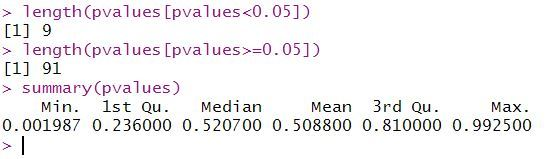 > length(pvalues[pvalues<0.05])
[1] 9
> length(pvalues[pvalues>=0.05])
[1] 91
> summary(pvalues)
    Min.  1st Qu.   Median     Mean  3rd Qu.     Max.
0.001987 0.236000 0.520700 0.508800 0.810000 0.992500
>